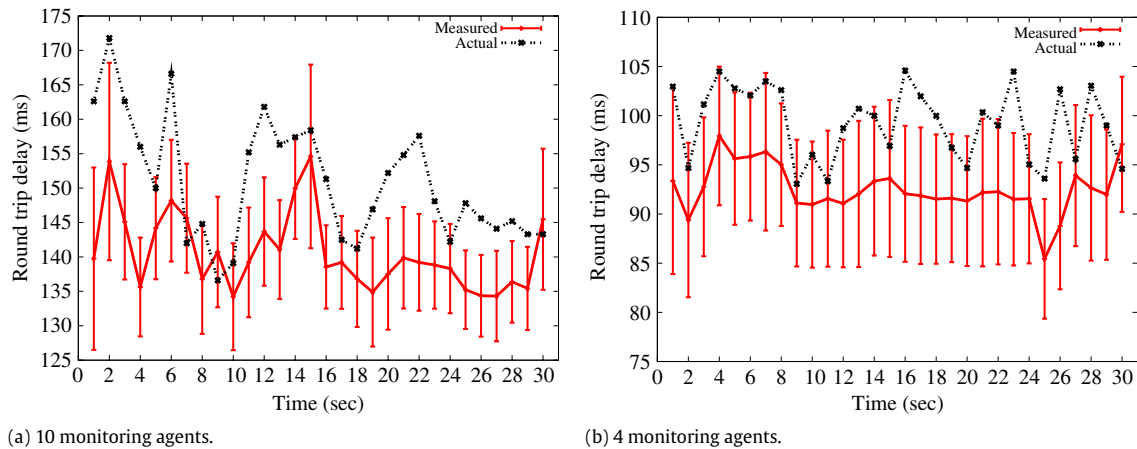 175
170
165
160
155
150
145
140
135
130
125
Round trip delay (ms)
Measured
Actual
0 2 4 6 8 10 12 14 16 18 20 22 24 26 28 30
Time (sec)
(a) 10 monitoring agents.
110
105
100
95
90
85
80
75
Round trip delay (ms)
Measured
Actual
0 2 4 6 8 10 12 14 16 18 20 22 24 26 28 30
Time (sec)
(b) 4 monitoring agents.